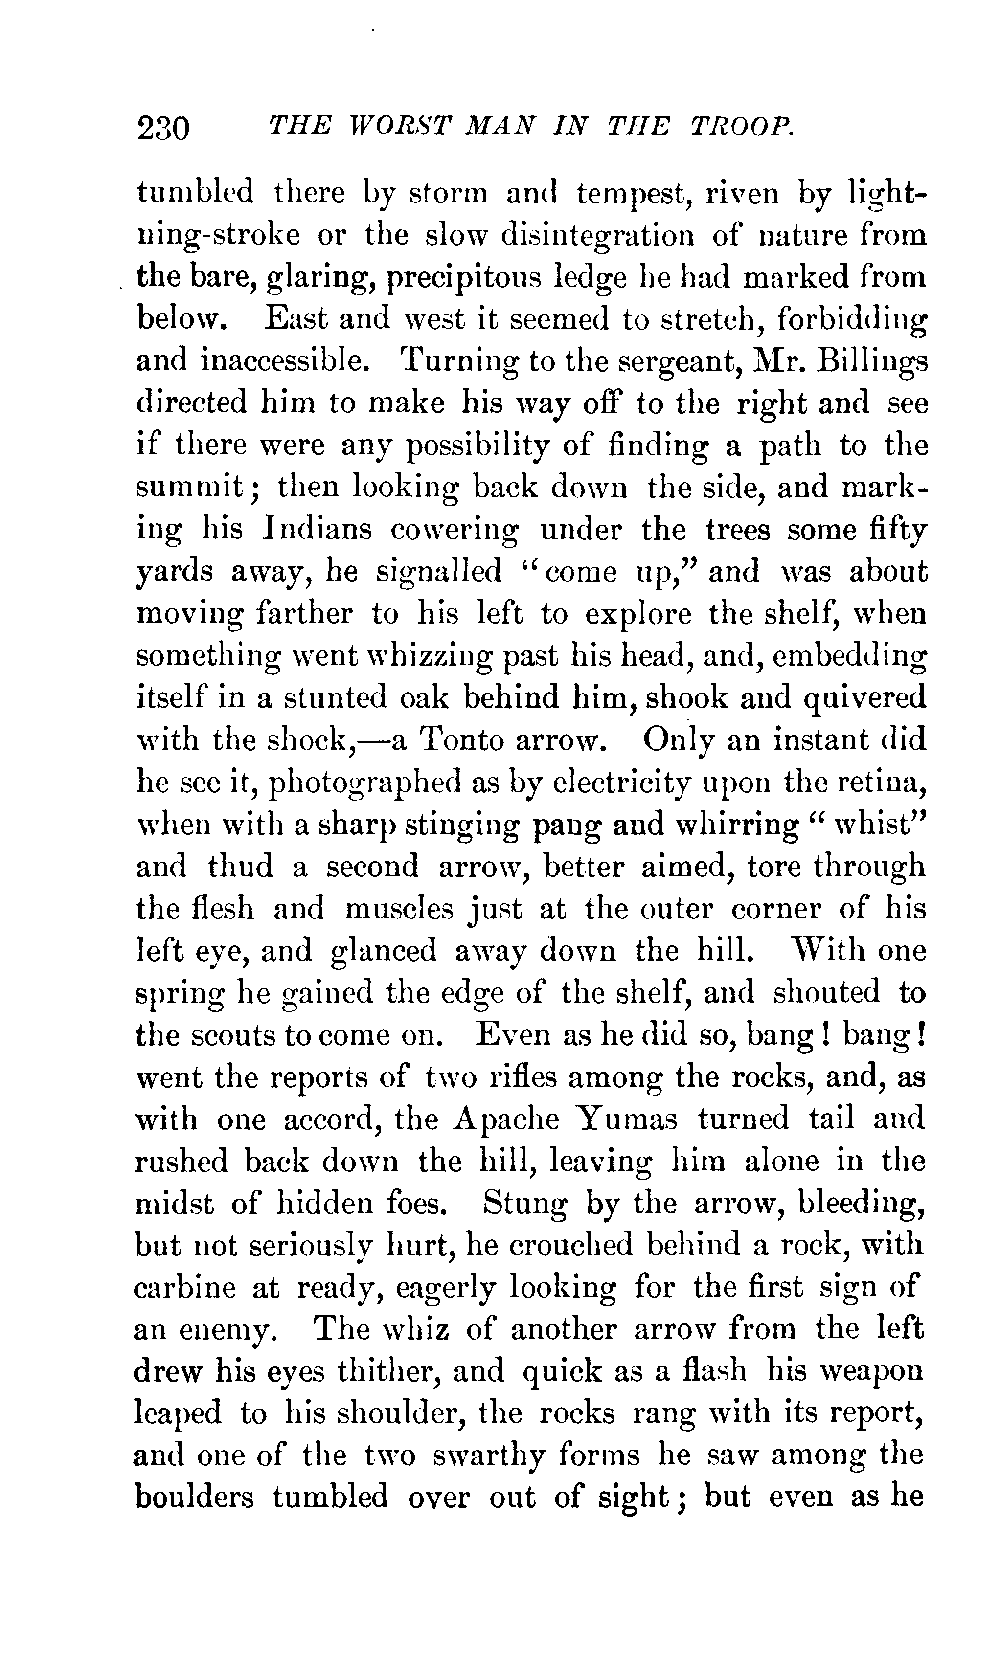 230 THE WORST MAN IN THE TROOP.
tumbled there by storm and tempest, riven by light-
ning-stroke or the slow disintegration of nature from
the bare, glaring, precipitous ledge he had marked from
below. East and west it seemed to stretch, forbidding
and inaccessible. Turning to the sergeant, Mr. Billings
directed him to make his way off to the right and see
if there were any possibility of finding a path to the
summit; then looking back down the side, and mark-
ing his Indians cowering under the trees some fifty
yards away, he signalled “come up,” and was about
moving farther to his left to explore the shelf, when
something went whizzing past his head, and, embedding
itself in a stunted oak behind him, shook and quivered
with the shock,—a Tonto arrow. Only an instant did
he see it, photographed as by electricity upon the retina,
when with a sharp stinging pang and whirring “whist”
and thud a second arrow, better aimed, tore through
the flesh and muscles just at the outer corner of his
left eye, and glanced away down the hill. With one
spring he gained the edge of the shelf, and shouted to
the scouts to come on. Even as he did so, bang! bang!
went the reports of two rifles among the rocks, and, as
with one accord, the Apache Yumas turned tail and
rushed back down the hill, leaving him alone in the
midst of hidden foes. Stung by the arrow, bleeding,
but not seriously hurt, he crouched behind a rock, with
carbine at ready, eagerly looking for the first sign of
an enemy. The whiz of another arrow from the left
drew his eyes thither, and quick as a flash his weapon
leaped to his shoulder, the rocks rang with its report,
and one of the two swarthy forms he saw among the
boulders tumbled over out of sight; but even as he